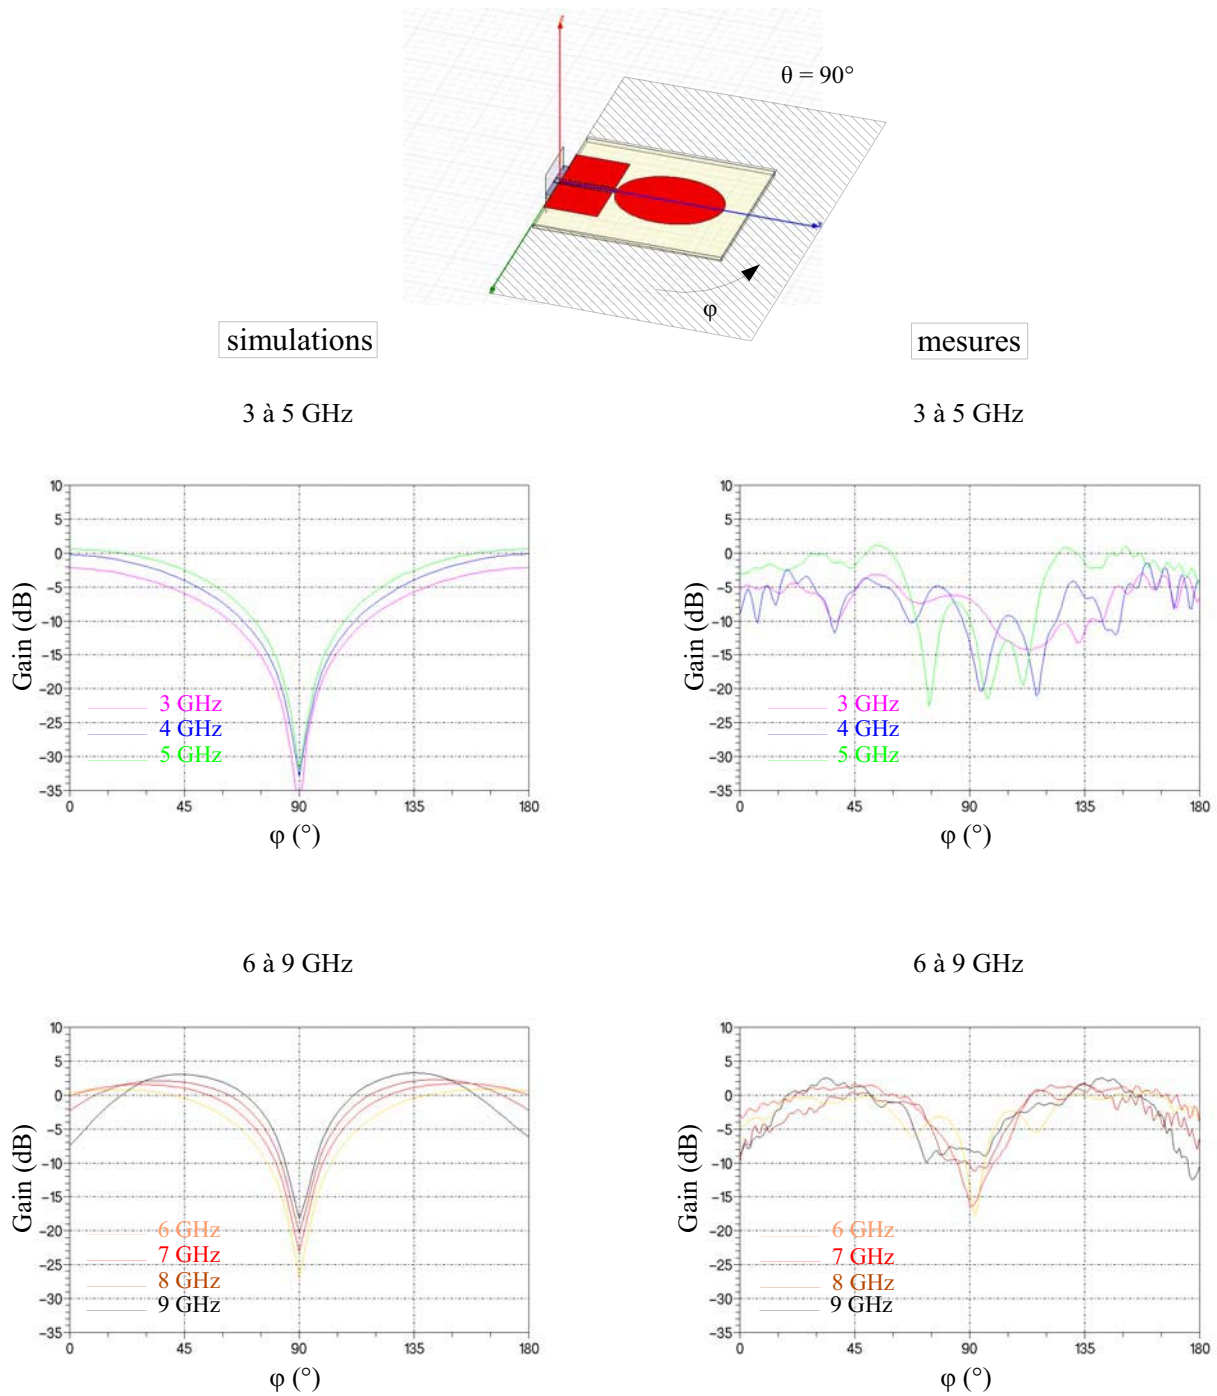 θ = 90°
φ
simulations
mesures
3 à 5 GHz
3 à 5 GHz
Gain (dB)
10
5
0
−5
−10
−15
−20
−25
−30
−35
3 GHz
4 GHz
5 GHz
0 45 90 135 180
φ (°)
Gain (dB)
10
5
0
−5
−10
−15
−20
−25
−30
−35
3 GHz
4 GHz
5 GHz
0 45 90 135 180
φ (°)
6 à 9 GHz
6 à 9 GHz
Gain (dB)
10
5
0
−5
−10
−15
−20
−25
−30
−35
6 GHz
7 GHz
8 GHz
9 GHz
0 45 90 135 180
φ (°)
Gain (dB)
10
5
0
−5
−10
−15
−20
−25
−30
−35
6 GHz
7 GHz
8 GHz
9 GHz
0 45 90 135 180
φ (°)